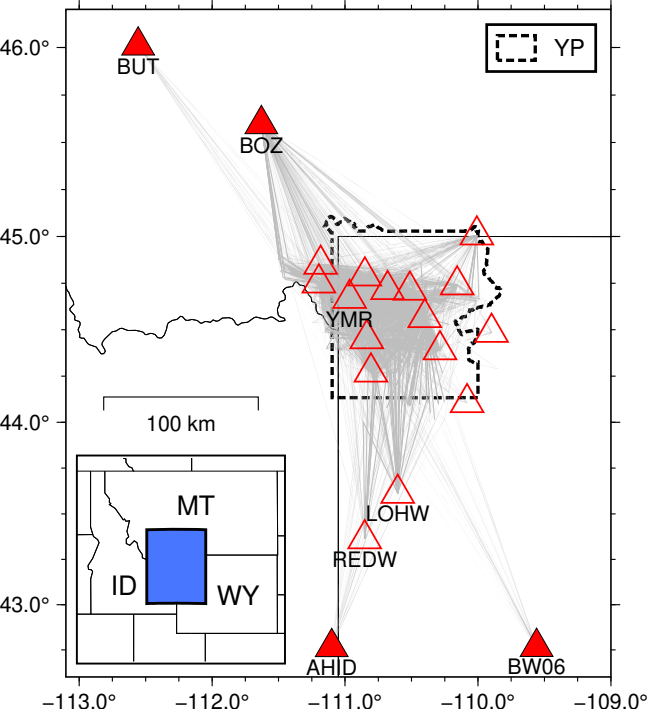 46.0°
BUT
YP
BOZ
45.0°
YMR
44.0°
100 km
MT
LOHW
REDW
ID
WY
43.0°
AHID
BW06
−113.0°
−112.0°
−111.0°
−110.0°
−109.0°